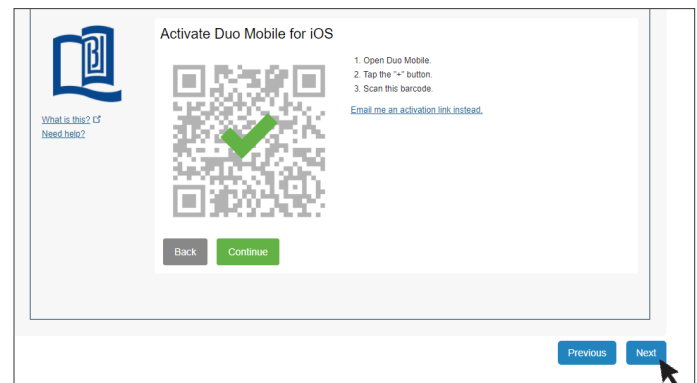 Activate Duo Mobile for iOS
1. Open Duo Mobile.
2. Tap the "+" button.
3. Scan this barcode.
Email me an activation link instead.
What is this?
Need help?
Back
Continue
Previous
Next